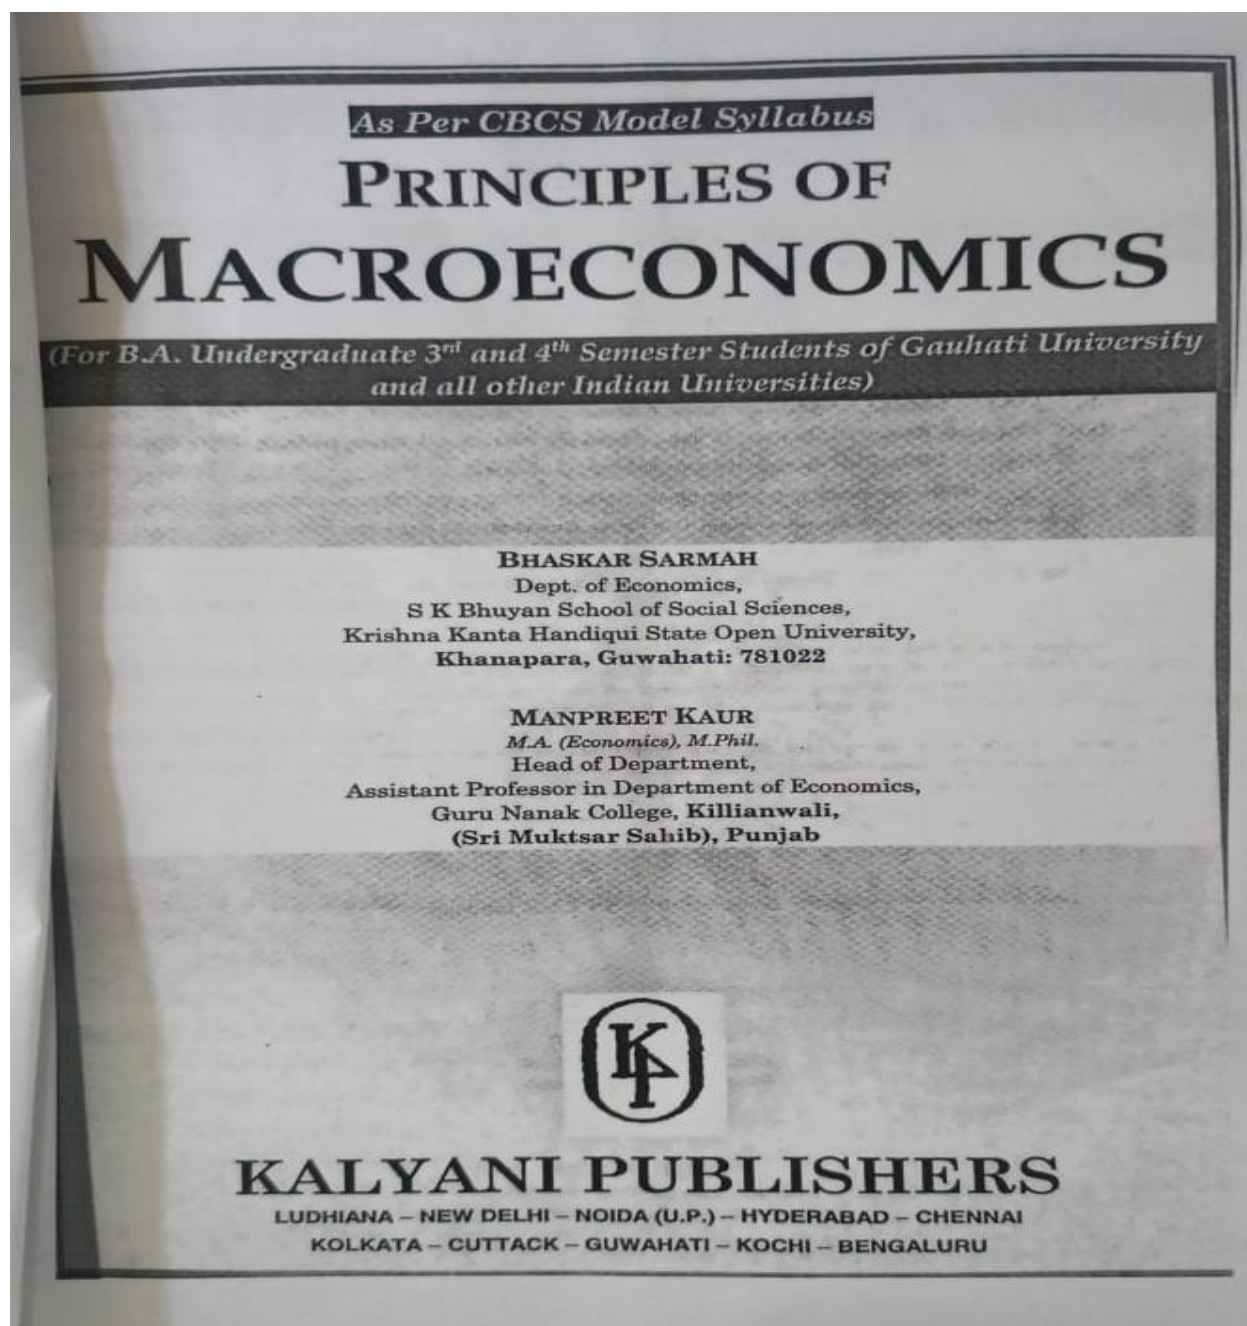 As Per CBCS Model Syllabus
PRINCIPLES OF
MACROECONOMICS
(For B.A. Undergraduate 3rd and 4th Semester Students of Gauhati University
and all other Indian Universities)
BHASKAR SARMAH
Dept. of Economics,
S K Bhuyan School of Social Sciences,
Krishna Kanta Handiqui State Open University,
Khanapara, Guwahati: 781022
MANPREET KAUR
M.A. (Economics), M.Phil.
Head of Department,
Assistant Professor in Department of Economics,
Guru Nanak College, Killianwali,
(Sri Muktsar Sahib), Punjab
KP
KALYANI PUBLISHERS
LUDHIANA – NEW DELHI – NOIDA (U.P.) – HYDERABAD – CHENNAI
KOLKATA – CUTTACK – GUWAHATI – KOCHI – BENGALURU